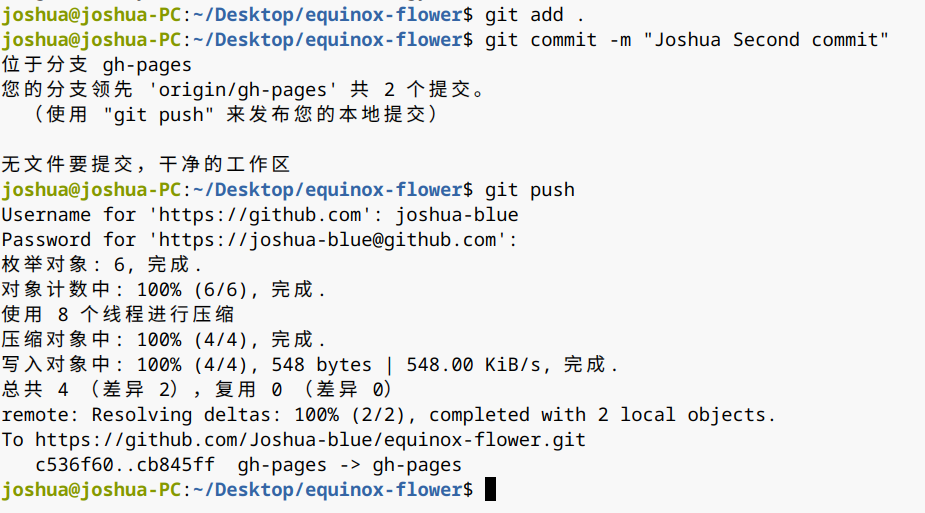 joshua@joshua-PC:~/Desktop/equinox-flower$ git add .
joshua@joshua-PC:~/Desktop/equinox-flower$ git commit -m "Joshua Second commit"
位于分支 gh-pages
您的分支领先 'origin/gh-pages' 共 2 个提交。
  （使用 "git push" 来发布您的本地提交）

无文件要提交，干净的工作区
joshua@joshua-PC:~/Desktop/equinox-flower$ git push
Username for 'https://github.com': joshua-blue
Password for 'https://joshua-blue@github.com':
枚举对象: 6, 完成.
对象计数中: 100% (6/6), 完成.
使用 8 个线程进行压缩
压缩对象中: 100% (4/4), 完成.
写入对象中: 100% (4/4), 548 bytes | 548.00 KiB/s, 完成.
总共 4 （差异 2），复用 0 （差异 0）
remote: Resolving deltas: 100% (2/2), completed with 2 local objects.
To https://github.com/Joshua-blue/equinox-flower.git
   c536f60..cb845ff  gh-pages -> gh-pages
joshua@joshua-PC:~/Desktop/equinox-flower$